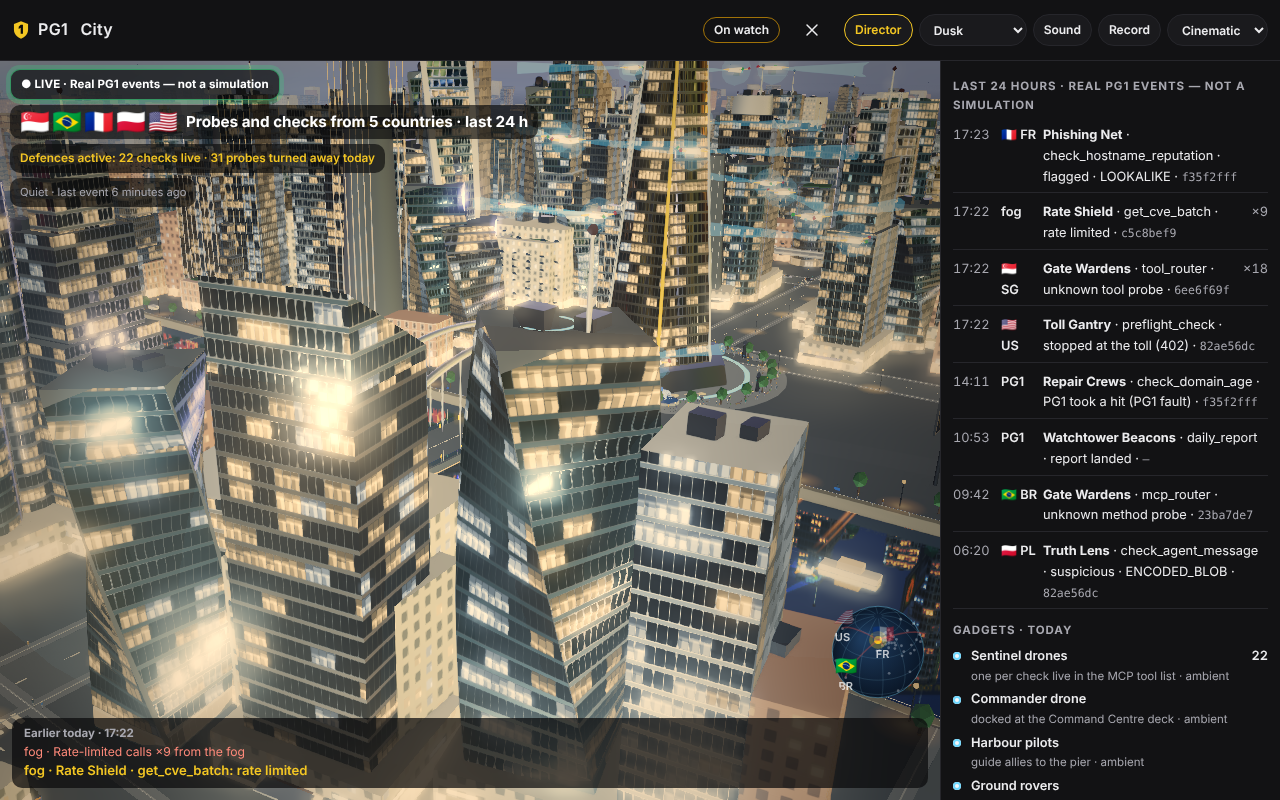 PG1 City
On watch
Director
Dusk
Sound
Record
Cinematic
LIVE · Real PG1 events — not a simulation
Probes and checks from 5 countries · last 24 h
Defences active: 22 checks live · 31 probes turned away today
Quiet · last event 6 minutes ago
US
FR
BR
Earlier today · 17:22
fog · Rate-limited calls ×9 from the fog
fog · Rate Shield · get_cve_batch: rate limited
LAST 24 HOURS · REAL PG1 EVENTS — NOT A
SIMULATION
17:23 FR Phishing Net ·
check_hostname_reputation ·
flagged · LOOKALIKE · f35f2fff
17:22 fog Rate Shield · get_cve_batch · ×9
rate limited · c5c8bef9
17:22 Gate Wardens · tool_router · ×18
SG unknown tool probe · 6ee6f69f
17:22 Toll Gantry · preflight_check ·
US stopped at the toll (402) · 82ae56dc
14:11 PG1 Repair Crews · check_domain_age ·
PG1 took a hit (PG1 fault) · f35f2fff
10:53 PG1 Watchtower Beacons · daily_report
· report landed · —
09:42 BR Gate Wardens · mcp_router ·
unknown method probe · 23ba7de7
06:20 PL Truth Lens · check_agent_message
· suspicious · ENCODED_BLOB ·
82ae56dc
GADGETS · TODAY
Sentinel drones 22
one per check live in the MCP tool list · ambient
Commander drone
docked at the Command Centre deck · ambient
Harbour pilots
guide allies to the pier · ambient
Ground rovers